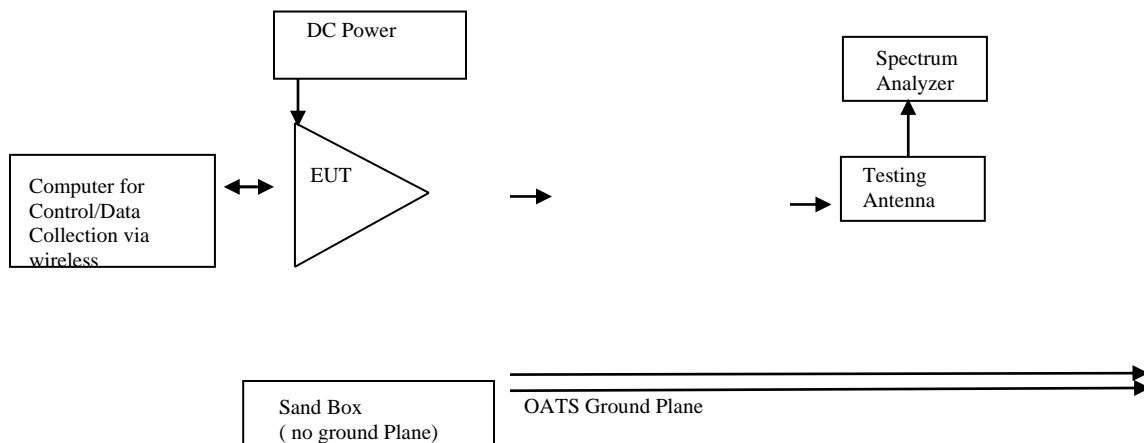 DC Power
Spectrum
Analyzer
EUT
Computer for
Control/Data
Collection via
wireless
Testing
Antenna
Sand Box
( no ground Plane)
OATS Ground Plane